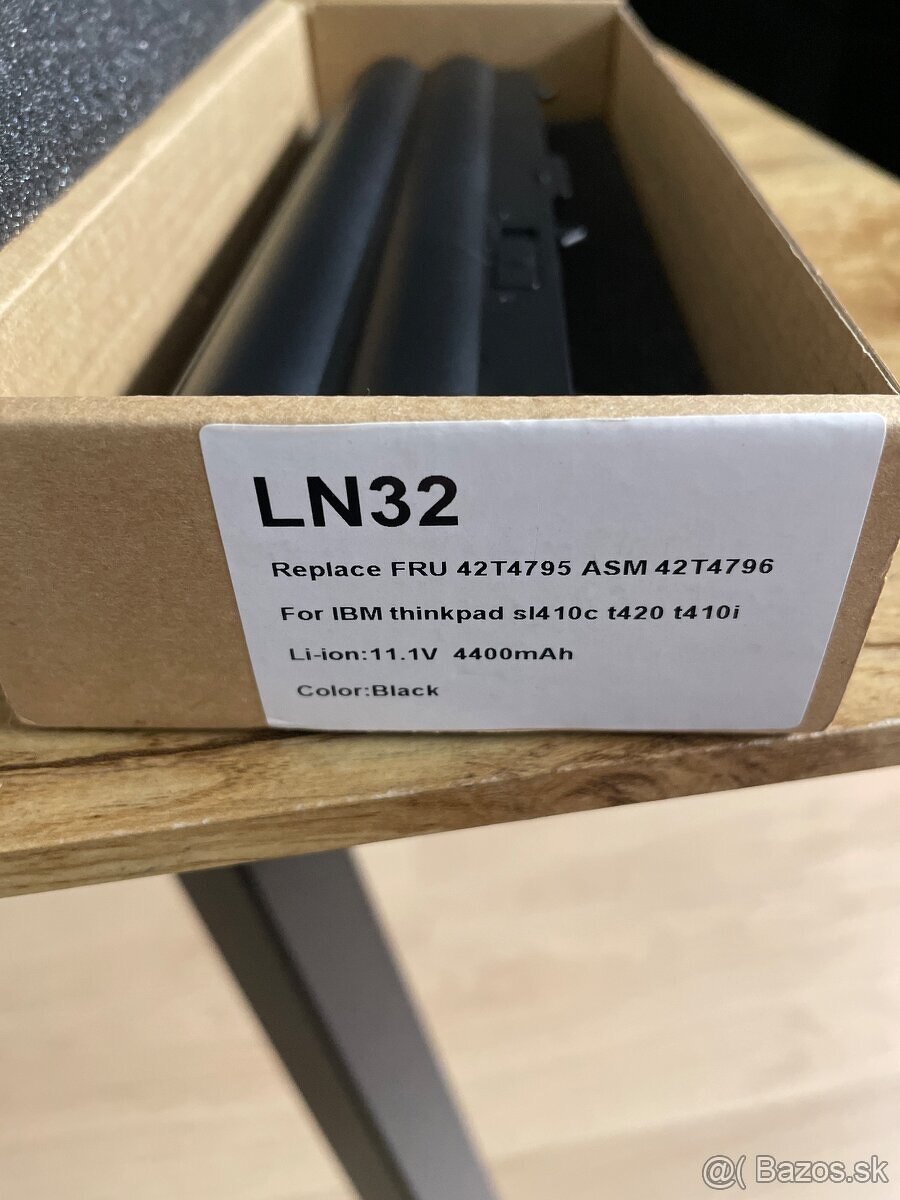 LN32
Replace FRU 42T4795 ASM 42T4796
For IBM thinkpad sl410c t420 t410i
Li-ion:11.1V 4400mAh
Color:Black
@( Bazos.sk